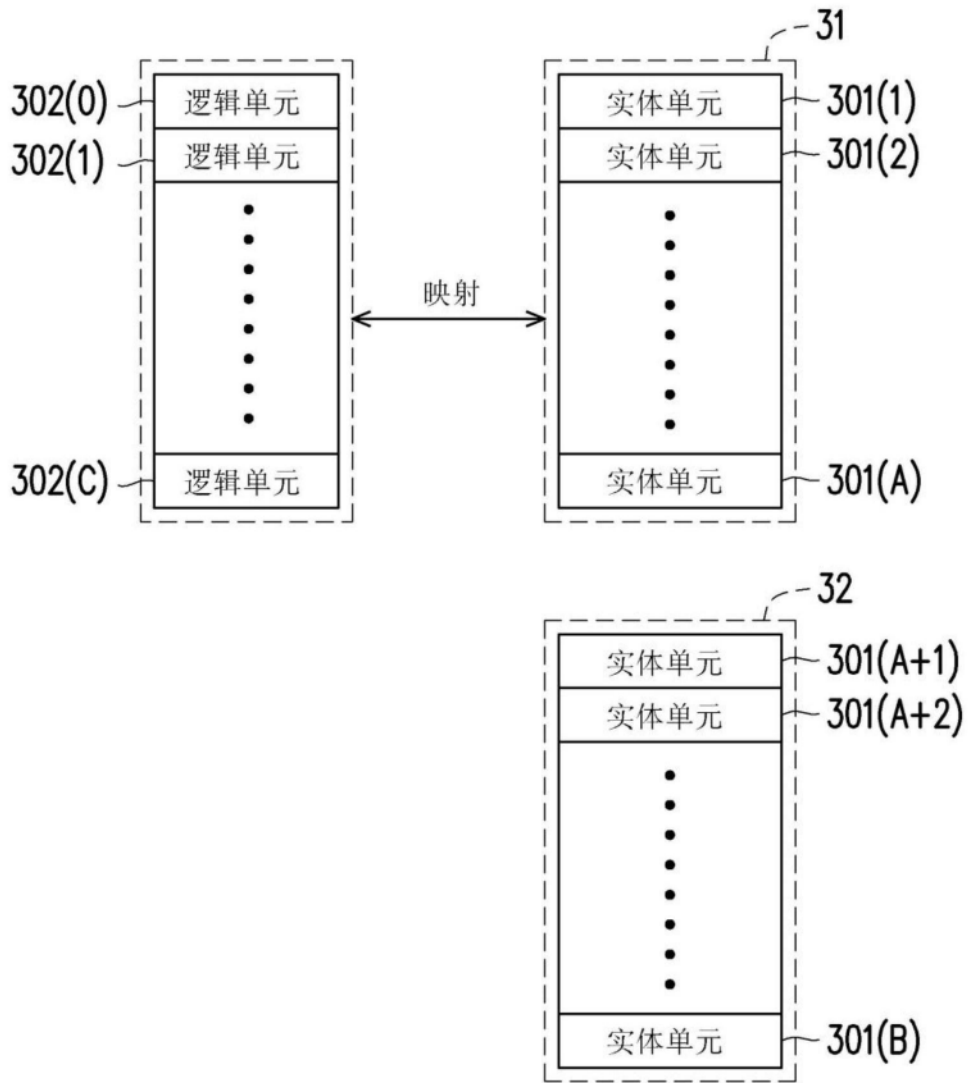 31
302(0) 逻辑单元 实体单元 301(1)
302(1) 逻辑单元 实体单元 301(2)
映射
302(C) 逻辑单元 实体单元 301(A)
32
实体单元 301(A+1)
实体单元 301(A+2)
实体单元 301(B)